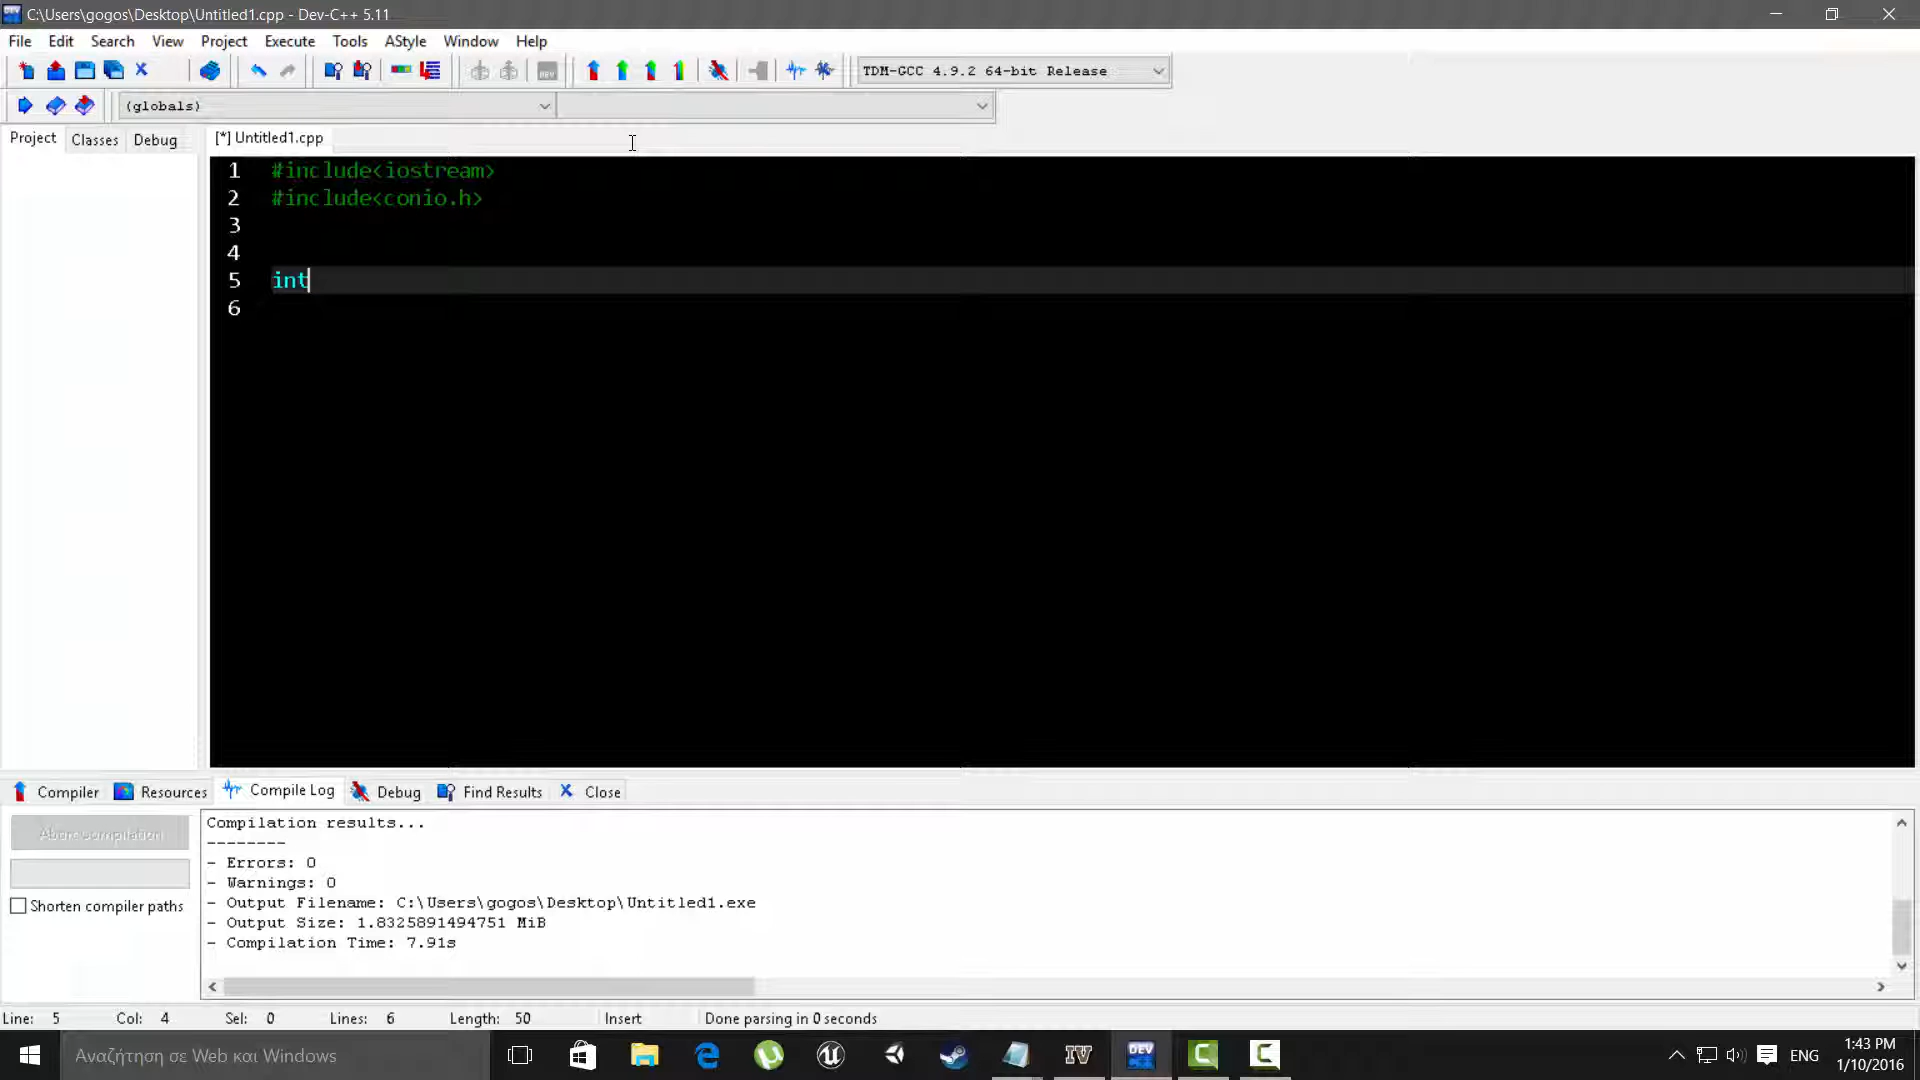 C:\Users\gogos\Desktop\Untitled1.cpp - Dev-C++ 5.11
File Edit Search View Project Execute Tools AStyle Window Help
TDM-GCC 4.9.2 64-bit Release
(globals)
Project Classes Debug [*] Untitled1.cpp
1 #include<iostream>
2 #include<conio.h>
3
4
5 int
6
Compiler Resources Compile Log Debug Find Results Close
Abort Compilation
Shorten compiler paths
Compilation results...
--------
- Errors: 0
- Warnings: 0
- Output Filename: C:\Users\gogos\Desktop\Untitled1.exe
- Output Size: 1.8325891494751 MiB
- Compilation Time: 7.91s
Line: 5 Col: 4 Sel: 0 Lines: 6 Length: 50 Insert Done parsing in 0 seconds
Αναζήτηση σε Web και Windows
IV
DEV
ENG
1:43 PM
1/10/2016